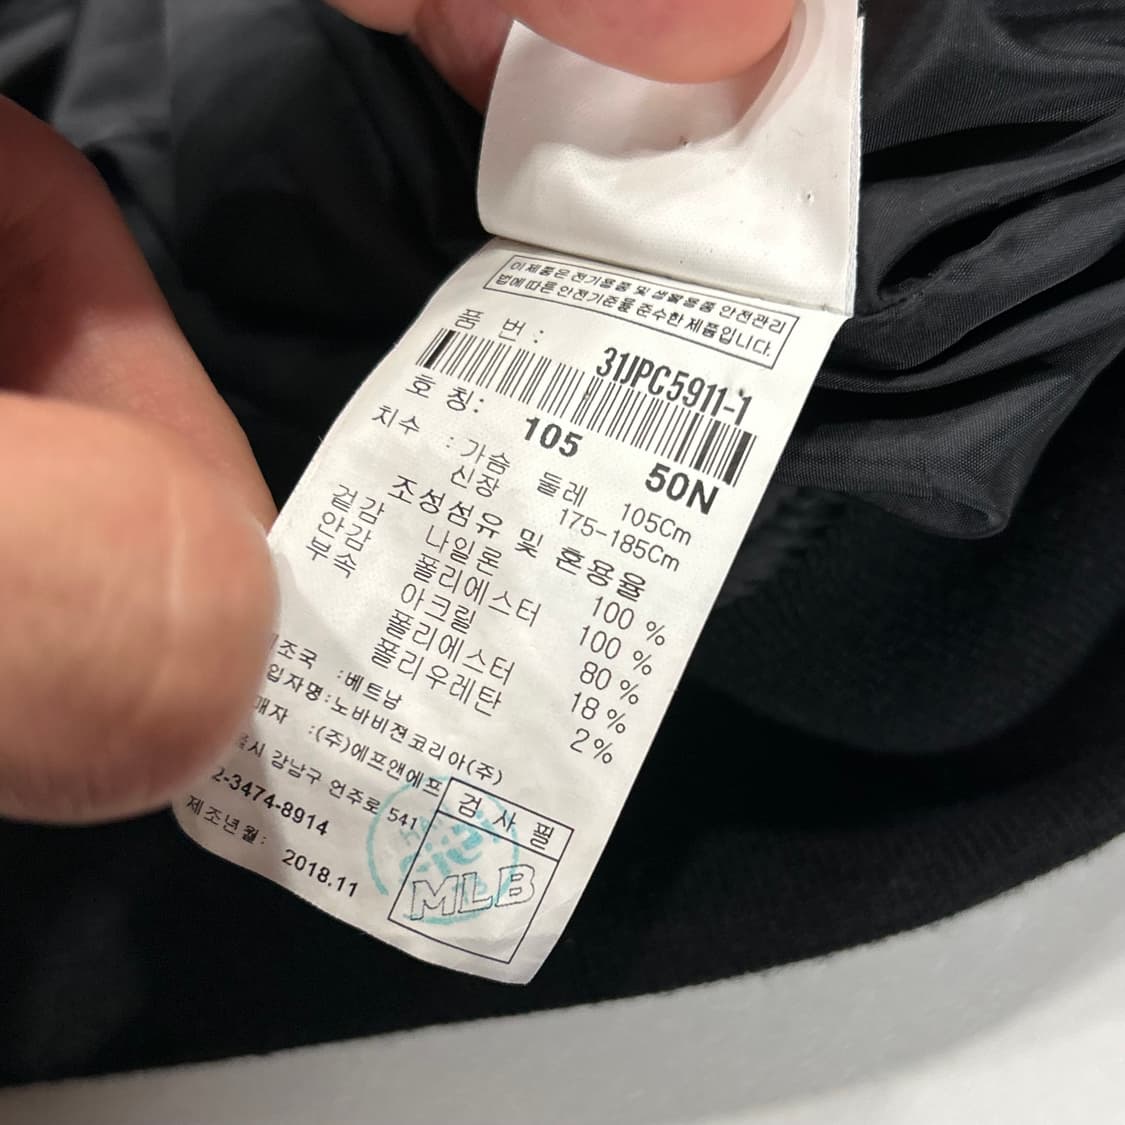 이 제품은 전기용품 및 생활용품 안전관리
법에 따른 안전기준을 준수한 제품입니다.
품 번 :
31JPC5911-1
호 칭: 105 50N
치수 : 가슴 둘레 105Cm
신장 175-185Cm
조성섬유 및 혼용율
겉감 나일론 100 %
안감 폴리에스터 100 %
부속 아크릴 80 %
폴리에스터 18 %
폴리우레탄 2 %
조국 :베트남
입자명:노바비젼코리아(주)
매자 :(주)에프앤에프
시 강남구 언주로 541
2-3474-8914
제조년월: 2018.11
검 사 필
MLB